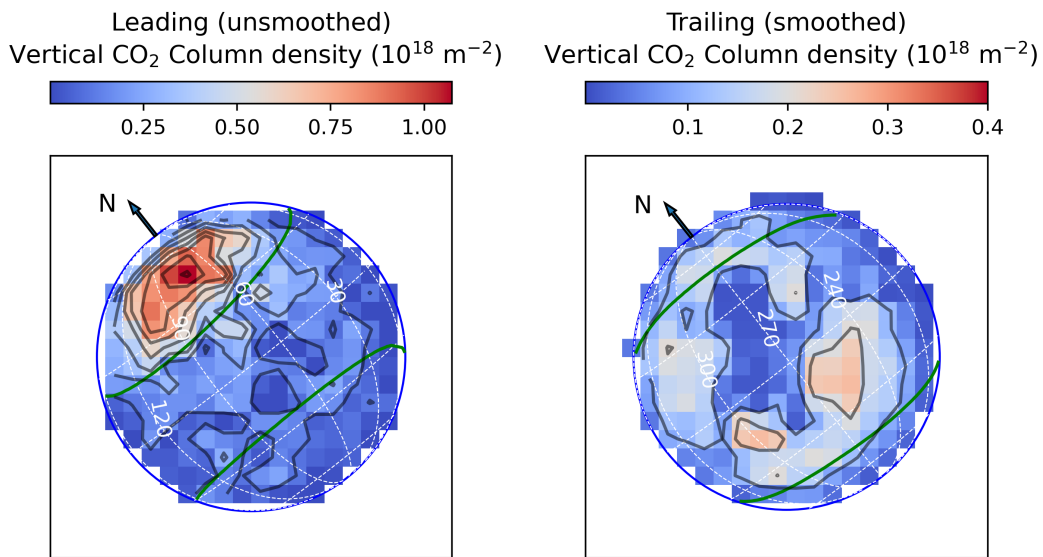 Leading (unsmoothed)
Vertical CO₂ Column density (10¹⁸ m⁻²)
0.25 0.50 0.75 1.00
N
60
30
90
120
Trailing (smoothed)
Vertical CO₂ Column density (10¹⁸ m⁻²)
0.1 0.2 0.3 0.4
N
240
270
300